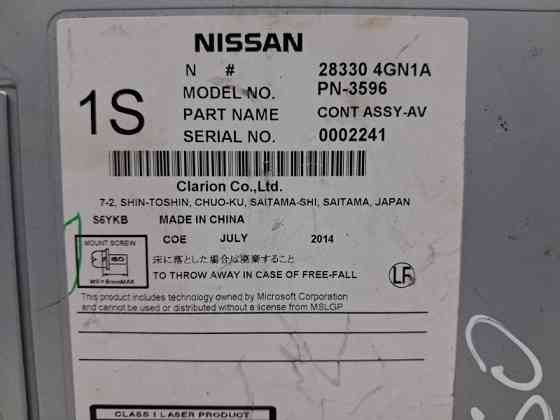 NISSAN
N # 28330 4GN1A
MODEL NO. PN-3596
1S
PART NAME CONT ASSY-AV
SERIAL NO. 0002241
Clarion Co.,Ltd.
7-2, SHIN-TOSHIN, CHUO-KU, SAITAMA-SHI, SAITAMA, JAPAN
S6YKB MADE IN CHINA
COE JULY 2014
MOUNT SCREW
床に落とした場合は廃棄すること
TO THROW AWAY IN CASE OF FREE-FALL
LF
This product includes technology owned by Microsoft Corporation
and cannot be used or distributed without a license from MSLGP
CLASS 1 LASER PRODUCT